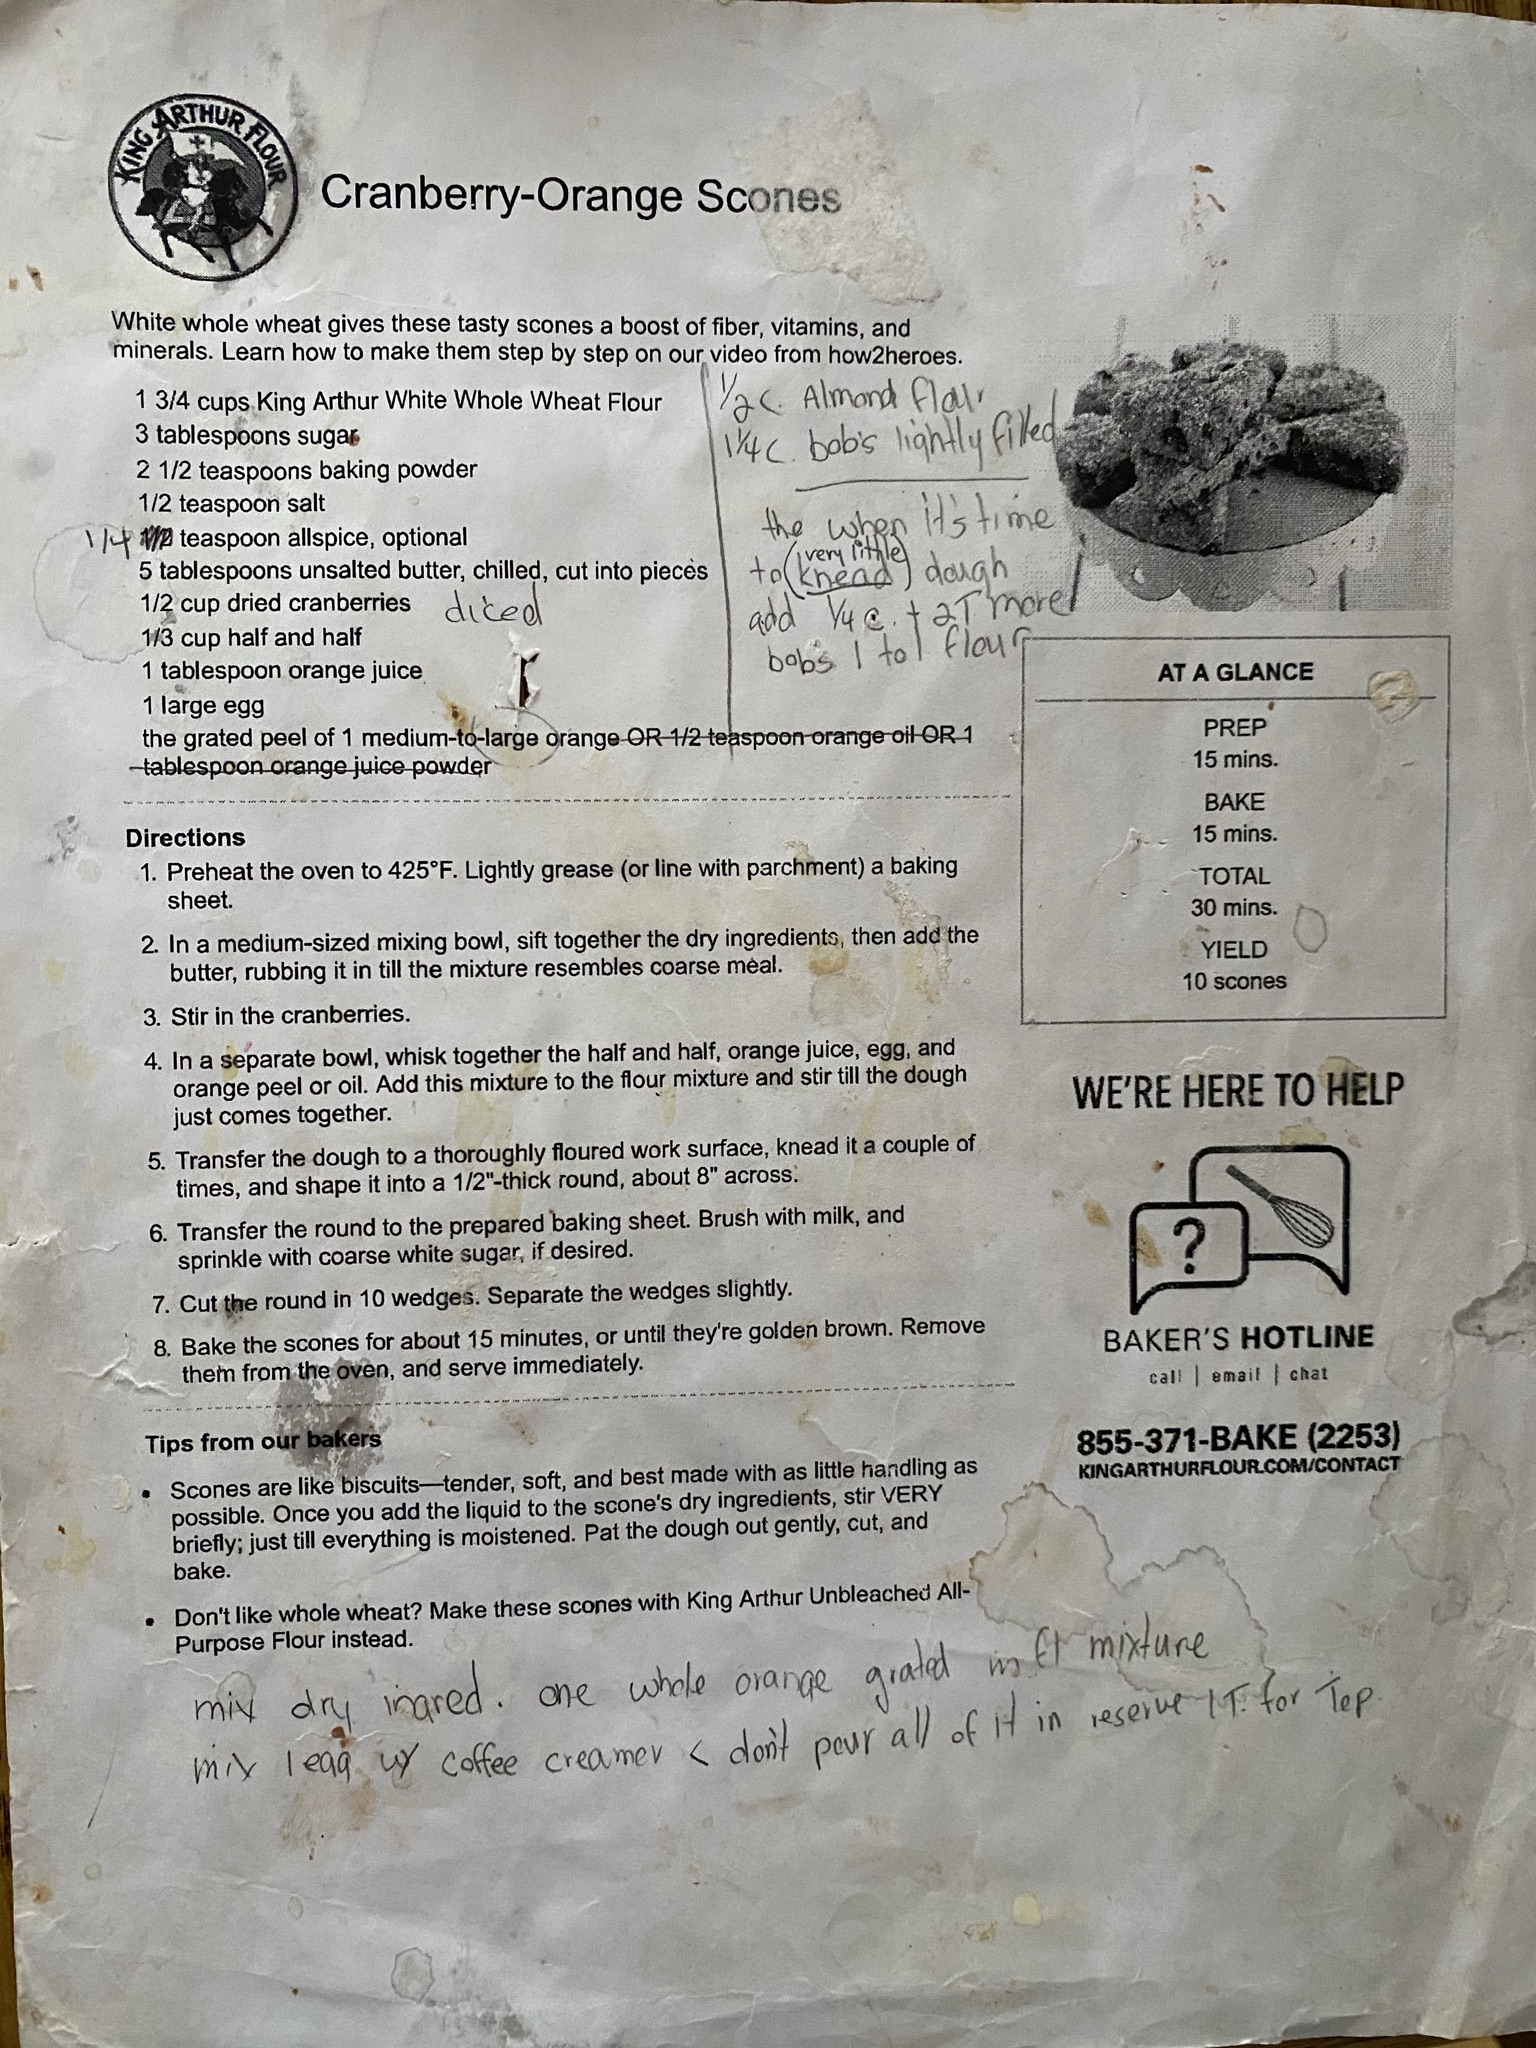 KING ARTHUR FLOUR
Cranberry-Orange Scones
White whole wheat gives these tasty scones a boost of fiber, vitamins, and
minerals. Learn how to make them step by step on our video from how2heroes.
1 3/4 cups King Arthur White Whole Wheat Flour
3 tablespoons sugar
2 1/2 teaspoons baking powder
1/2 teaspoon salt
1/4 1/2 teaspoon allspice, optional
5 tablespoons unsalted butter, chilled, cut into pieces
1/2 cup dried cranberries diced
1/3 cup half and half
1 tablespoon orange juice
1 large egg
the grated peel of 1 medium-to-large orange OR 1/2 teaspoon orange oil OR 1
tablespoon orange juice powder
1/2 c. Almond flour
1 1/4 c. bob's lightly filled
the when it's time
(very little)
to knead dough
add 1/4 c. + 2T more
bobs 1 to 1 flour
AT A GLANCE
PREP
15 mins.
BAKE
15 mins.
TOTAL
30 mins.
YIELD
10 scones
Directions
1. Preheat the oven to 425°F. Lightly grease (or line with parchment) a baking
sheet.
2. In a medium-sized mixing bowl, sift together the dry ingredients, then add the
butter, rubbing it in till the mixture resembles coarse meal.
3. Stir in the cranberries.
4. In a separate bowl, whisk together the half and half, orange juice, egg, and
orange peel or oil. Add this mixture to the flour mixture and stir till the dough
just comes together.
5. Transfer the dough to a thoroughly floured work surface, knead it a couple of
times, and shape it into a 1/2"-thick round, about 8" across.
6. Transfer the round to the prepared baking sheet. Brush with milk, and
sprinkle with coarse white sugar, if desired.
7. Cut the round in 10 wedges. Separate the wedges slightly.
8. Bake the scones for about 15 minutes, or until they're golden brown. Remove
them from the oven, and serve immediately.
WE'RE HERE TO HELP
?
BAKER'S HOTLINE
call | email | chat
855-371-BAKE (2253)
KINGARTHURFLOUR.COM/CONTACT
Tips from our bakers
• Scones are like biscuits—tender, soft, and best made with as little handling as
possible. Once you add the liquid to the scone's dry ingredients, stir VERY
briefly; just till everything is moistened. Pat the dough out gently, cut, and
bake.
• Don't like whole wheat? Make these scones with King Arthur Unbleached All-
Purpose Flour instead.
mix dry ingred. one whole orange grated in fl mixture
mix 1 egg w/ coffee creamer < don't pour all of it in reserve 1T. for Top.